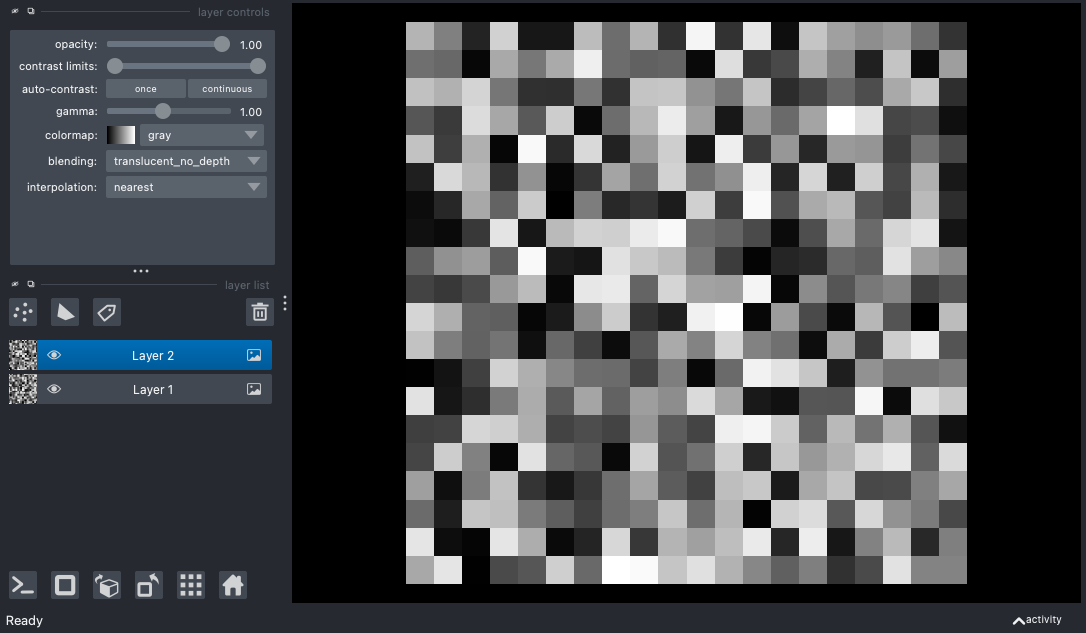 layer controls
opacity: 1.00
contrast limits:
auto-contrast: once continuous
gamma: 1.00
colormap: gray
blending: translucent_no_depth
interpolation: nearest
layer list
Layer 2
Layer 1
Ready activity